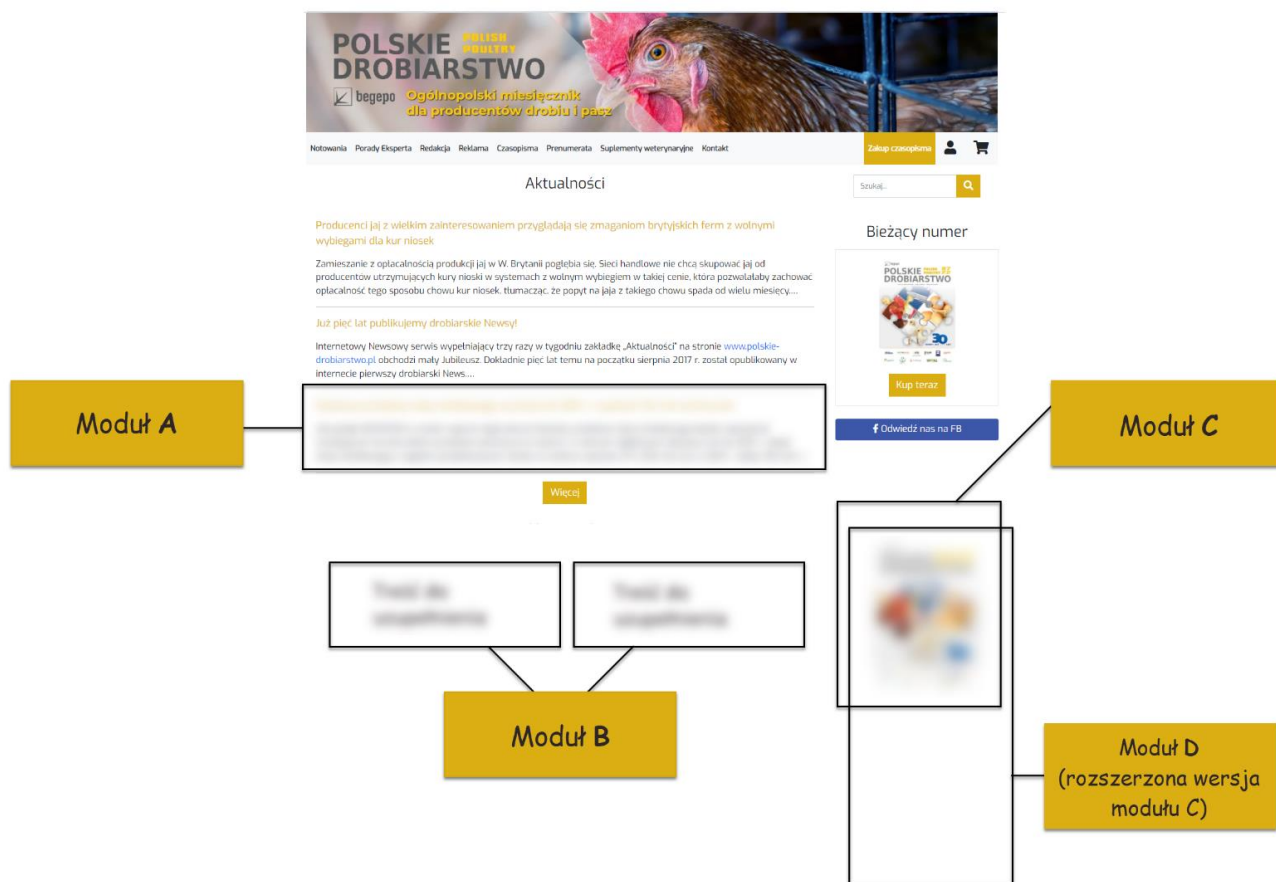 POLSKIE POLISH
DROBIARSTWO POULTRY
begepo Ogólnopolski miesięcznik
dla producentów drobiu i pasz
Notowania Porady Eksperta Redakcja Reklama Czasopisma Prenumerata Suplementy weterynaryjne Kontakt Zakup czasopisma
Aktualności
Szukaj..
Producenci jaj z wielkim zainteresowaniem przyglądają się zmaganiom brytyjskich ferm z wolnymi
wybiegami dla kur niosek
Zamieszanie z opłacalnością produkcji jaj w W. Brytanii pogłębia się. Sieci handlowe nie chcą skupować jaj od
producentów utrzymujących kury nioski w systemach z wolnym wybiegiem w takiej cenie, która pozwalałaby zachować
opłacalność tego sposobu chowu kur niosek, tłumacząc, że popyt na jaja z takiego chowu spada od wielu miesięcy....
Już pięć lat publikujemy drobiarskie Newsy!
Internetowy Newsowy serwis wypełniający trzy razy w tygodniu zakładkę „Aktualności" na stronie www.polskie-
drobiarstwo.pl obchodzi mały Jubileusz. Dokładnie pięć lat temu na początku sierpnia 2017 r. został opublikowany w
internecie pierwszy drobiarski News....
Więcej
Bieżący numer
POLSKIE
DROBIARSTWO
30
Kup teraz
Odwiedź nas na FB
Moduł A
Moduł B
Moduł C
Moduł D
(rozszerzona wersja
modułu C)